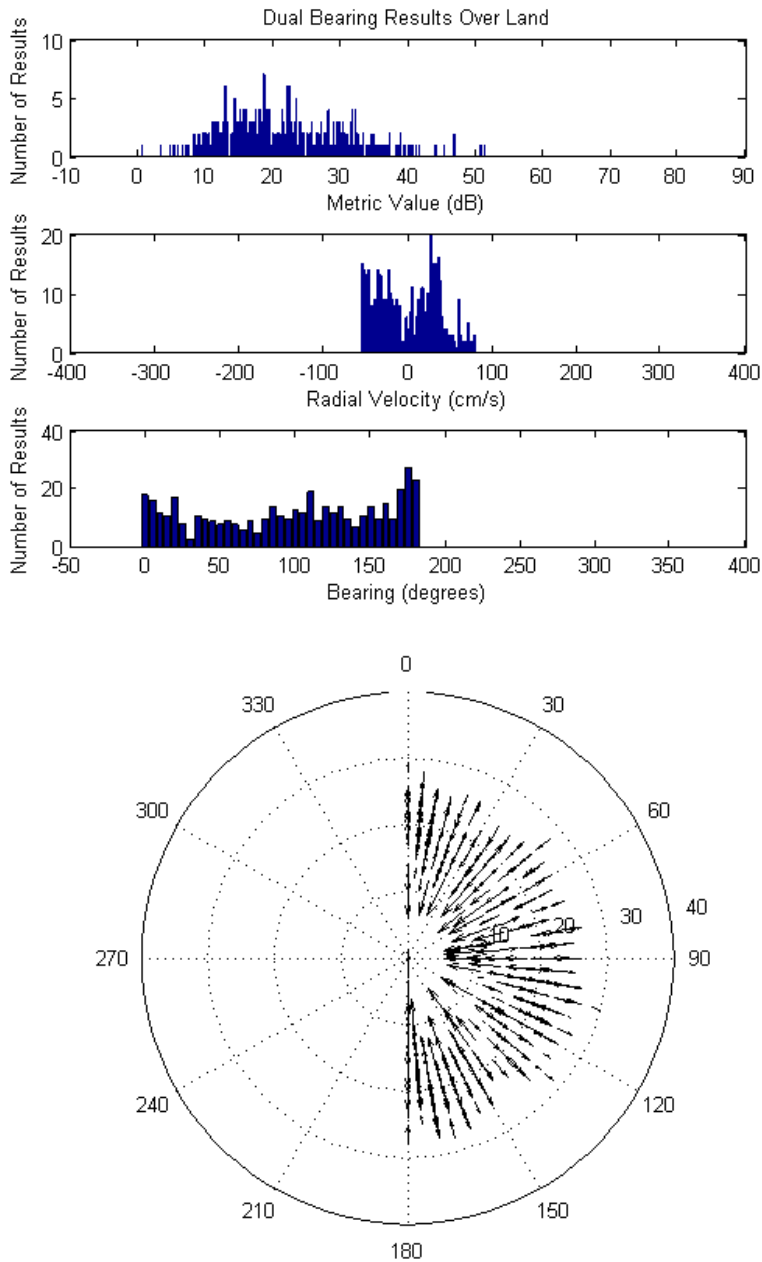 Dual Bearing Results Over Land
Number of Results
10
5
0
-10 0 10 20 30 40 50 60 70 80 90
Metric Value (dB)
Number of Results
20
10
0
-400 -300 -200 -100 0 100 200 300 400
Radial Velocity (cm/s)
Number of Results
40
20
0
-50 0 50 100 150 200 250 300 350 400
Bearing (degrees)
0
330 30
300 60
40
30
20
270 90
240 120
210 150
180